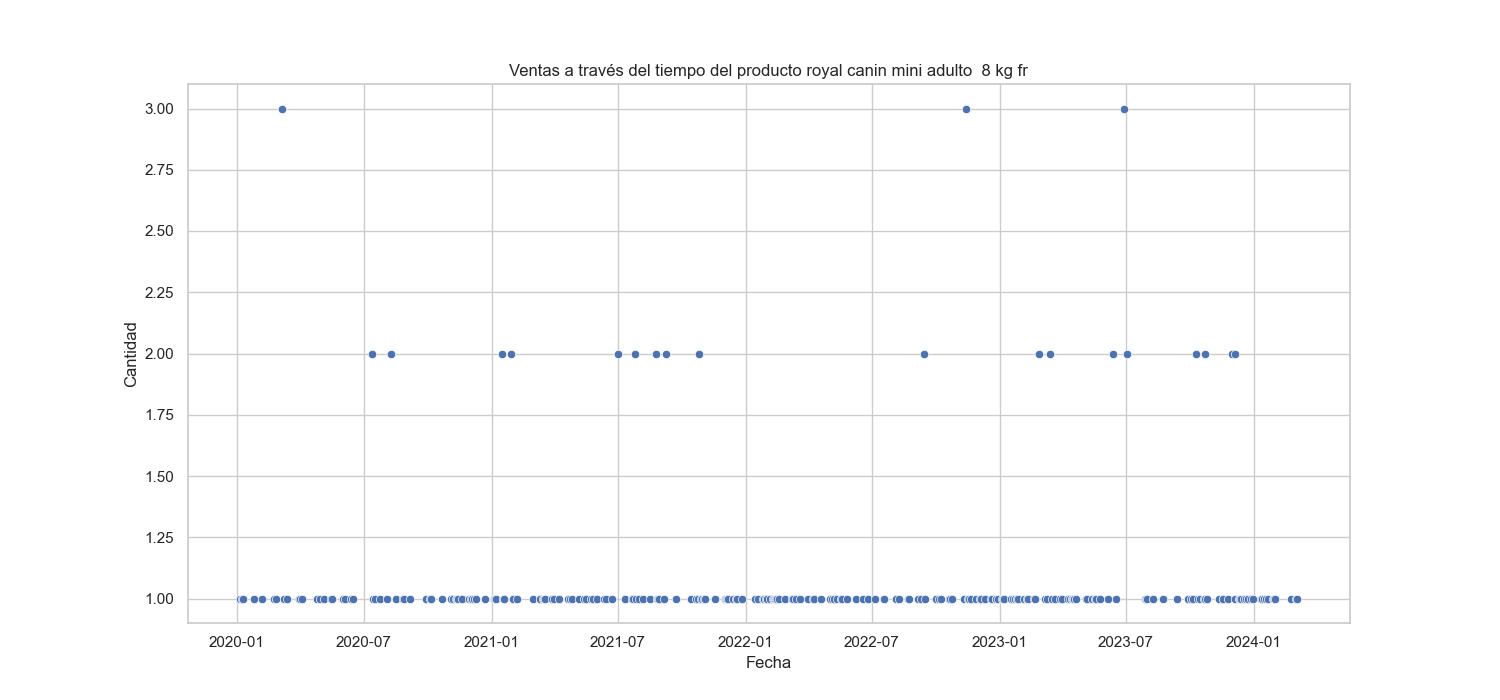 Ventas a través del tiempo del producto royal canin mini adulto  8 kg fr
3.00
2.75
2.50
2.25
2.00
1.75
1.50
1.25
1.00
Cantidad
2020-01 2020-07 2021-01 2021-07 2022-01 2022-07 2023-01 2023-07 2024-01
Fecha